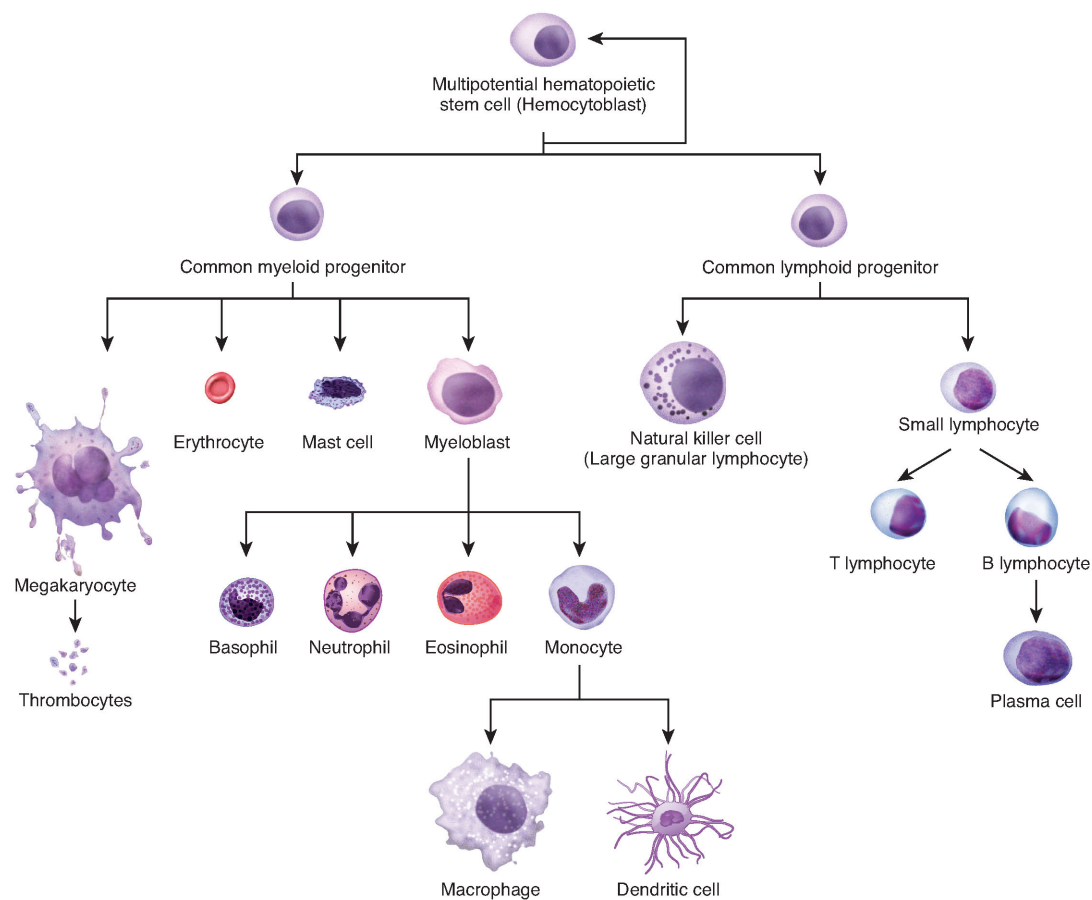 Multipotential hematopoietic
stem cell (Hemocytoblast)
Common myeloid progenitor
Common lymphoid progenitor
Erythrocyte
Mast cell
Myeloblast
Natural killer cell
(Large granular lymphocyte)
Small lymphocyte
T lymphocyte
B lymphocyte
Megakaryocyte
Basophil
Neutrophil
Eosinophil
Monocyte
Thrombocytes
Plasma cell
Macrophage
Dendritic cell